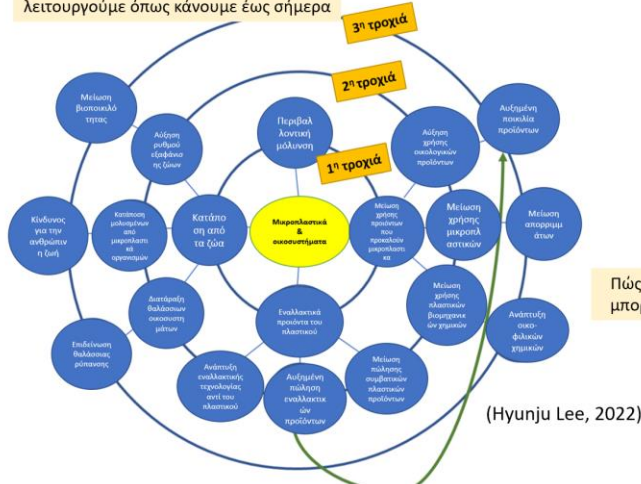 λειτουργούμε όπως κάνουμε έως σήμερα
3η τροχιά
2η τροχιά
1η τροχιά
Μείωση
βιοποικιλό
τητας
Αύξηση
ρυθμού
εξαφάνισ
ης ζώων
Περιβαλ
λοντική
μόλυνση
Αύξηση
χρήσης
οικολογικών
προϊόντων
Αυξημένη
ποικιλία
προϊόντων
Κίνδυνος
για την
ανθρώπιν
η ζωή
Κατάποση
μολυσμένων
από
μικροπλαστι
κά
οργανισμών
Κατάπο
ση από
τα ζώα
Μικροπλαστικά
&
οικοσυστήματα
Μείωση
χρήσης
προιοντων
που
προκαλούν
μικροπλαστι
κα
Μείωση
χρήσης
μικροπλ
αστικών
Μείωση
απορριμμ
άτων
Επιδείνωση
θαλάσσιας
ρύπανσης
Διατάραξη
θαλάσσιων
οικοσυστη
μάτων
Εναλλακτικά
προιοντα του
πλαστικού
Μείωση
χρήσης
πλαστικών
βιομηχανικ
ών χημικών
Ανάπτυξη
οικο-
φιλικών
χημικών
Ανάπτυξη
εναλλακτικής
τεχνολογίας
αντί του
πλαστικού
Αυξημένη
πώληση
εναλλακτικ
ών
προϊόντων
Μείωση
πώλησης
συμβατικών
πλαστικών
προϊόντων
Πώς
(Hyunju Lee, 2022)